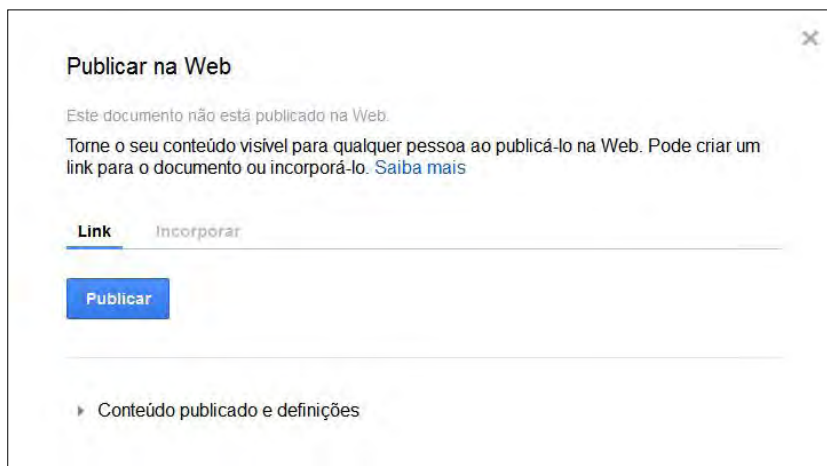 Publicar na Web
Este documento não está publicado na Web.
Torne o seu conteúdo visível para qualquer pessoa ao publicá-lo na Web. Pode criar um
link para o documento ou incorporá-lo. Saiba mais
Link Incorporar
Publicar
Conteúdo publicado e definições